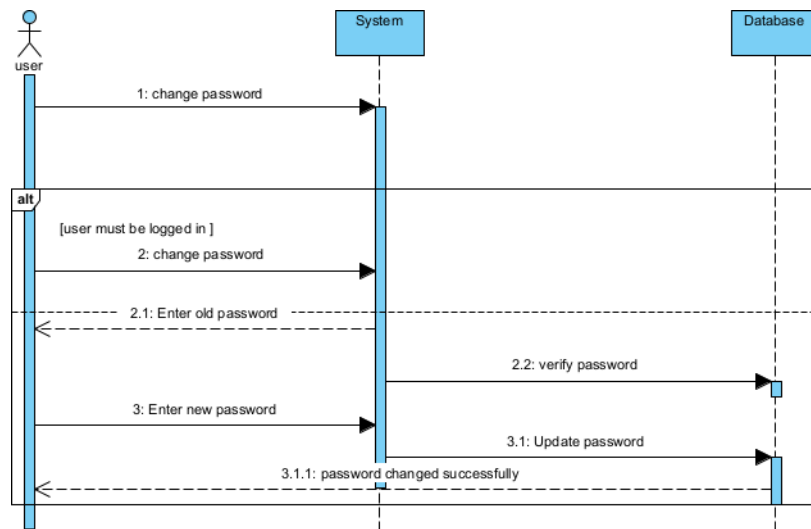 System
Database
user
1: change password
alt
[user must be logged in ]
2: change password
2.1: Enter old password
2.2: verify password
3: Enter new password
3.1: Update password
3.1.1: password changed successfully